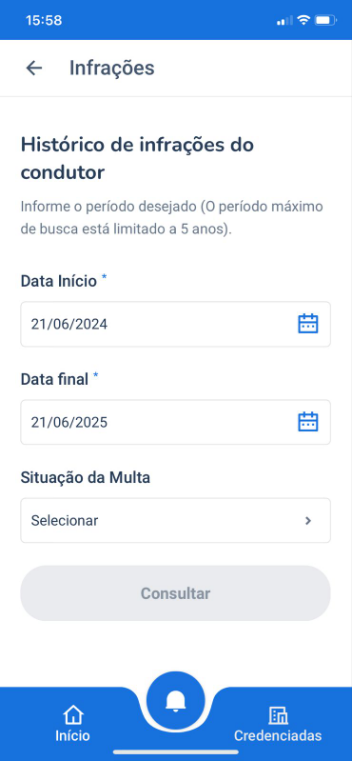 15:58
Infrações
Histórico de infrações do
condutor
Informe o período desejado (O período máximo
de busca está limitado a 5 anos).
Data Início *
21/06/2024
Data final *
21/06/2025
Situação da Multa
Selecionar
Consultar
Início
Credenciadas